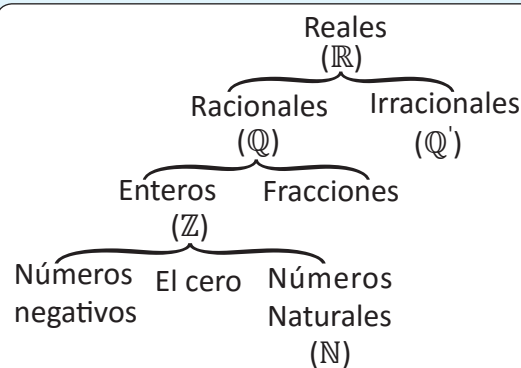 Reales
(ℝ)
Racionales Irracionales
(ℚ) (ℚ')
Enteros Fracciones
(ℤ)
Números El cero Números
negativos Naturales
(ℕ)